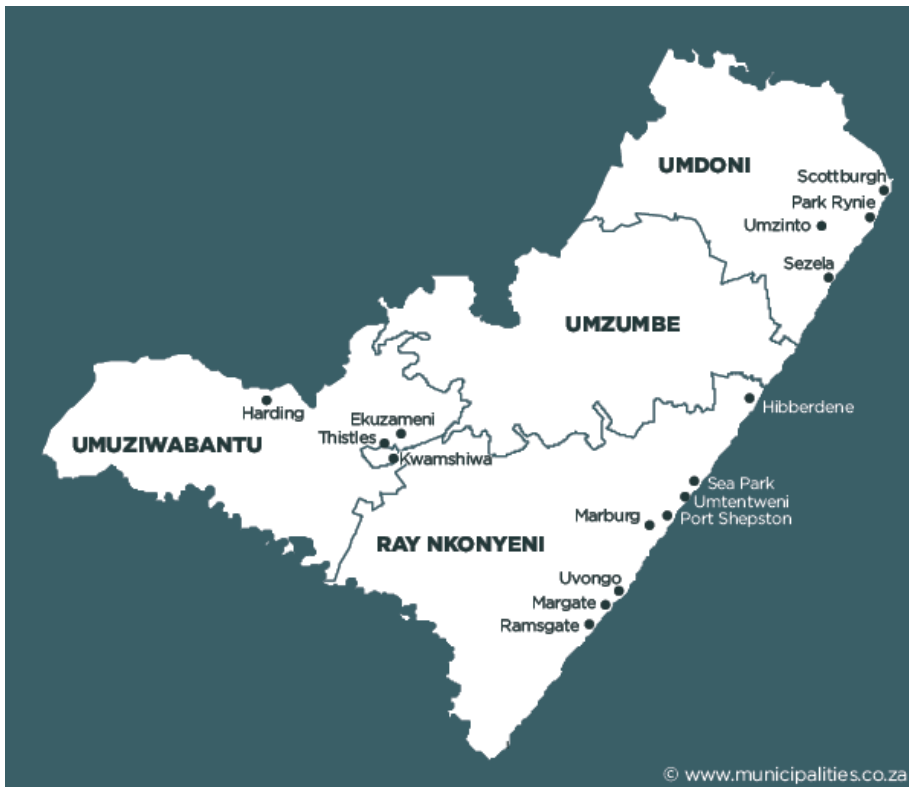 UMDONI
Scottburgh
Park Rynie
Umzinto
Sezela
UMZUMBE
Hibberdene
Harding
Ekuzameni
UMUZIWABANTU
Thistles
Kwamshiwa
Sea Park
Umtentweni
Marburg
Port Shepston
RAY NKONYENI
Uvongo
Margate
Ramsgate
© www.municipalities.co.za